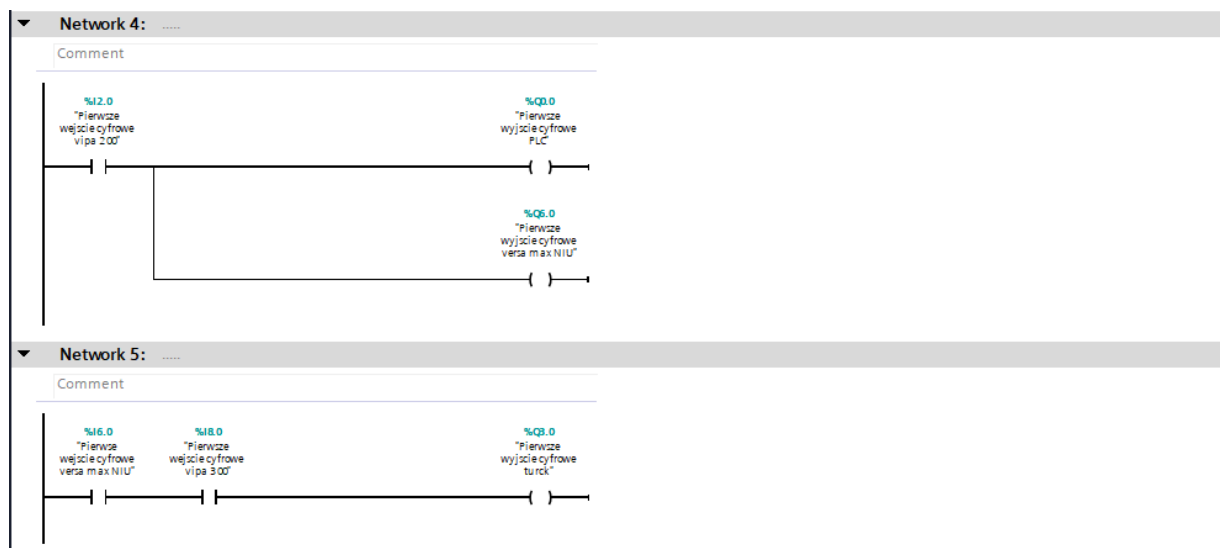 Network 4: .....
Comment
%I2.0
"Pierwsze
wejscie cyfrowe
vipa 200"
%Q0.0
"Pierwsze
wyjscie cyfrowe
PLC"
%Q6.0
"Pierwsze
wyjscie cyfrowe
versa max NIU"
Network 5: .....
Comment
%I6.0
"Pierwse
wejscie cyfrowe
versa max NIU"
%I8.0
"Pierwsze
wejscie cyfrowe
vipa 300"
%Q3.0
"Pierwsze
wyjscie cyfrowe
turck"